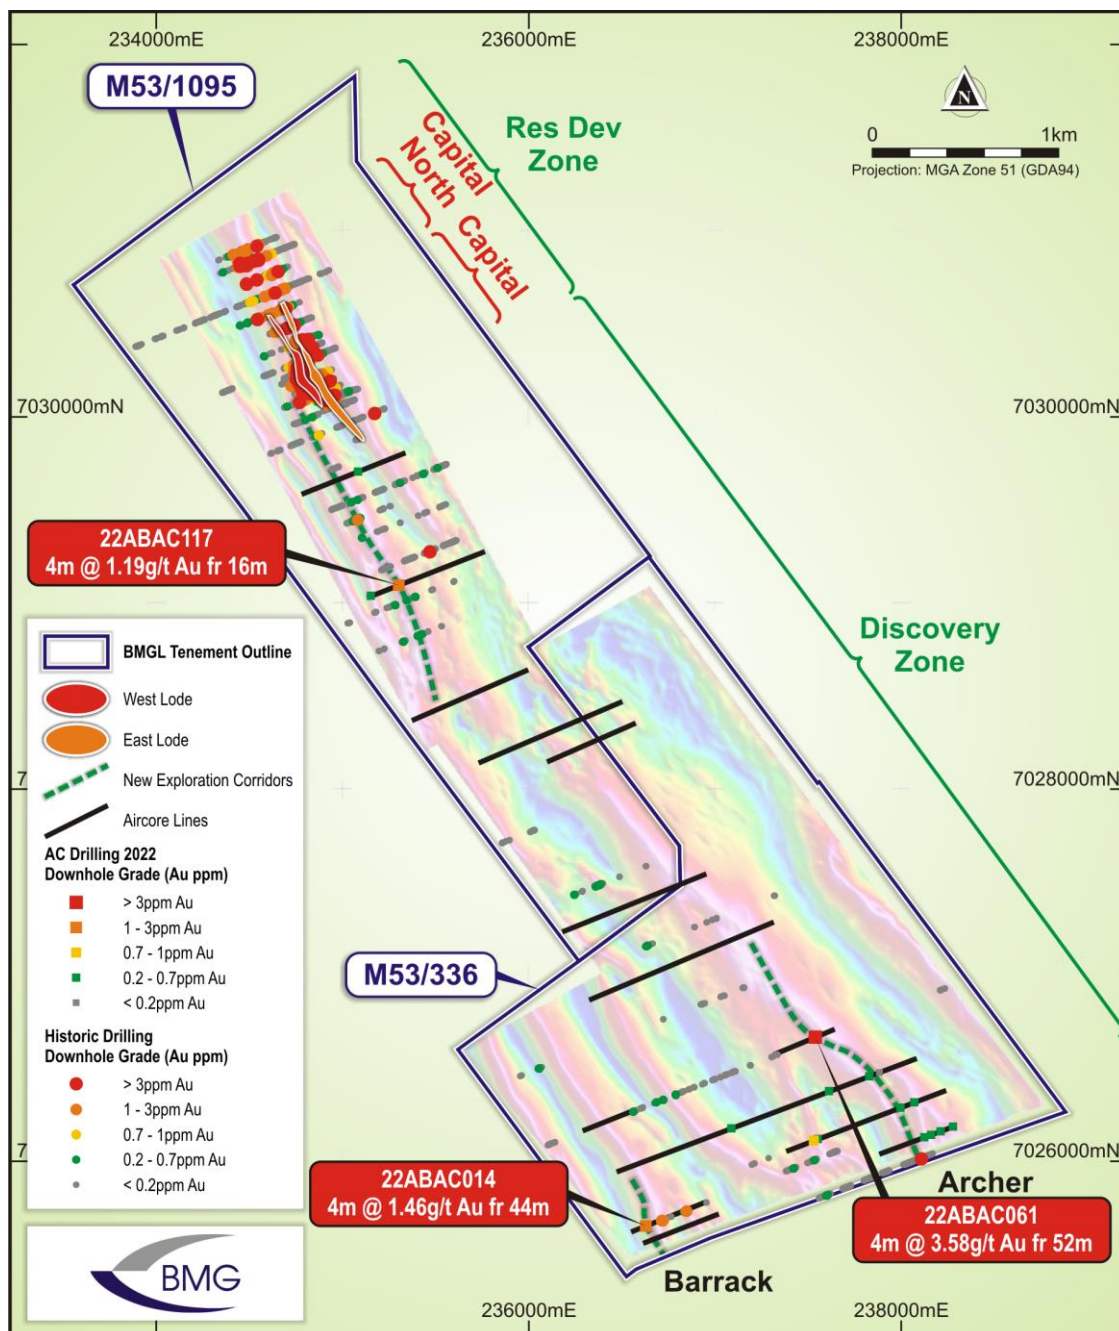 234000mE
236000mE
238000mE
M53/1095
Res Dev
Zone
Capital
North
Capital
N
0
1km
Projection: MGA Zone 51 (GDA94)
7030000mN
7030000mN
22ABAC117
4m @ 1.19g/t Au fr 16m
Discovery
Zone
BMGL Tenement Outline
West Lode
East Lode
New Exploration Corridors
Aircore Lines
AC Drilling 2022
Downhole Grade (Au ppm)
> 3ppm Au
1 - 3ppm Au
0.7 - 1ppm Au
0.2 - 0.7ppm Au
< 0.2ppm Au
Historic Drilling
Downhole Grade (Au ppm)
> 3ppm Au
1 - 3ppm Au
0.7 - 1ppm Au
0.2 - 0.7ppm Au
< 0.2ppm Au
7
7028000mN
M53/336
7
7026000mN
22ABAC014
4m @ 1.46g/t Au fr 44m
Archer
22ABAC061
4m @ 3.58g/t Au fr 52m
Barrack
BMG
236000mE
238000mE